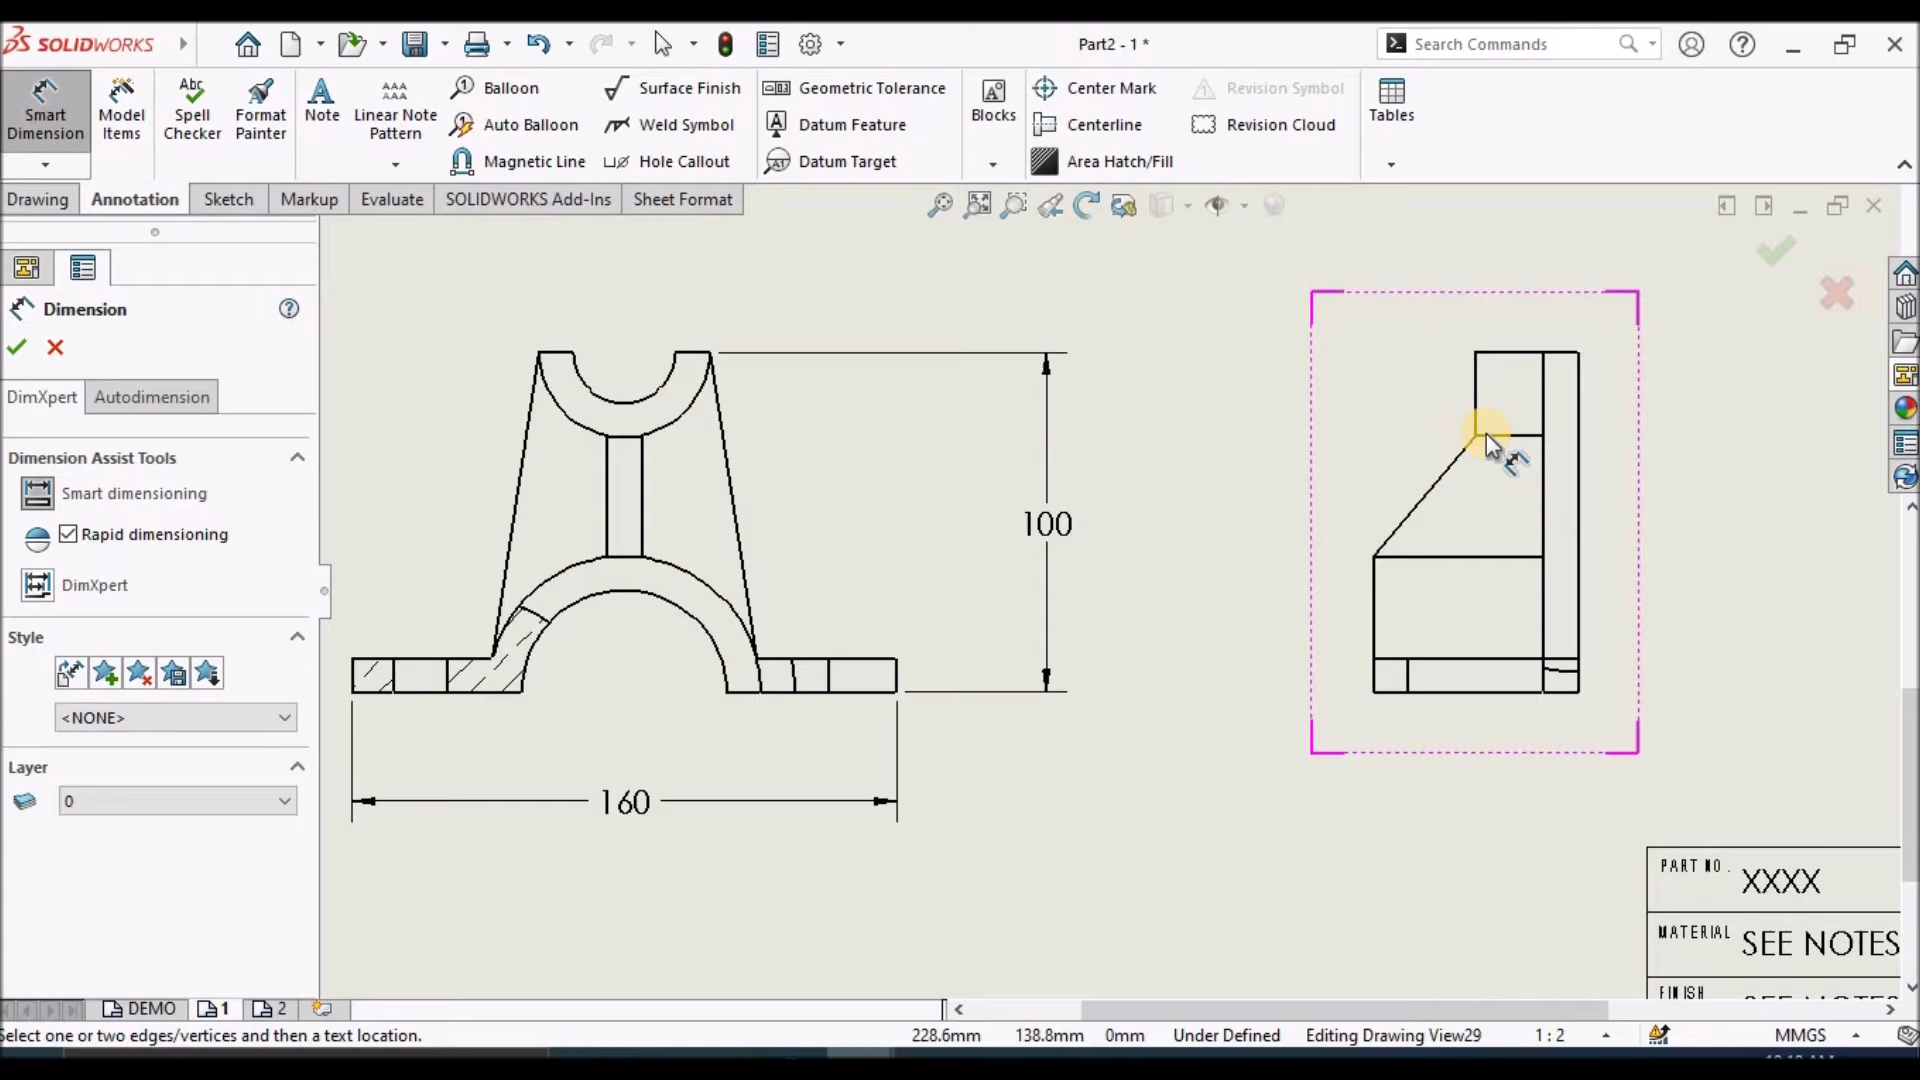 SOLIDWORKS
Part2 - 1 *
Search Commands
Smart Dimension
Model Items
Spell Checker
Format Painter
Note
Linear Note Pattern
Balloon
Auto Balloon
Magnetic Line
Surface Finish
Weld Symbol
Hole Callout
Geometric Tolerance
Datum Feature
Datum Target
Blocks
Center Mark
Centerline
Area Hatch/Fill
Revision Symbol
Revision Cloud
Tables
Drawing
Annotation
Sketch
Markup
Evaluate
SOLIDWORKS Add-Ins
Sheet Format
Dimension
DimXpert
Autodimension
Dimension Assist Tools
Smart dimensioning
Rapid dimensioning
DimXpert
Style
<NONE>
Layer
0
100
160
PART NO.
XXXX
MATERIAL
SEE NOTES
FINISH
DEMO
1
2
Select one or two edges/vertices and then a text location.
228.6mm
138.8mm
0mm
Under Defined
Editing Drawing View29
1 : 2
MMGS